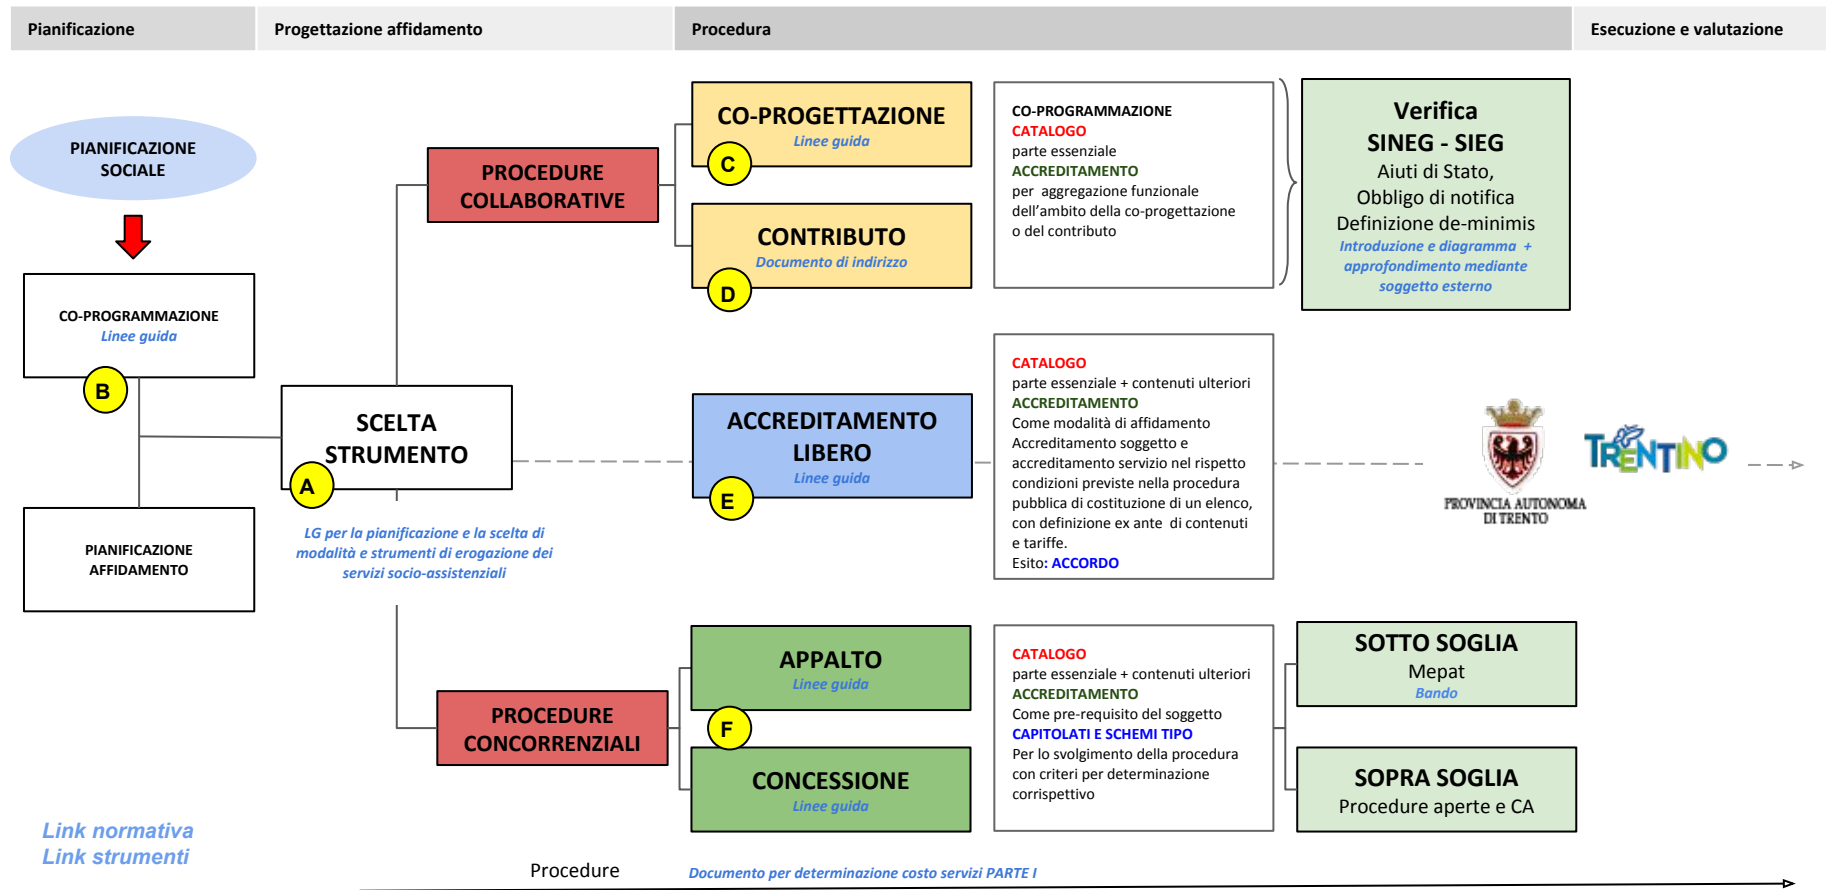 Pianificazione
Progettazione affidamento
Procedura
Esecuzione e valutazione
PIANIFICAZIONE
SOCIALE
CO-PROGRAMMAZIONE
Linee guida
B
PIANIFICAZIONE
AFFIDAMENTO
SCELTA
STRUMENTO
A
LG per la pianificazione e la scelta di
modalità e strumenti di erogazione dei
servizi socio-assistenziali
PROCEDURE
COLLABORATIVE
CO-PROGETTAZIONE
Linee guida
C
CONTRIBUTO
Documento di indirizzo
D
CO-PROGRAMMAZIONE
CATALOGO
parte essenziale
ACCREDITAMENTO
per aggregazione funzionale
dell'ambito della co-progettazione
o del contributo
Verifica
SINEG - SIEG
Aiuti di Stato,
Obbligo di notifica
Definizione de-minimis
Introduzione e diagramma +
approfondimento mediante
soggetto esterno
ACCREDITAMENTO
LIBERO
Linee guida
E
CATALOGO
parte essenziale + contenuti ulteriori
ACCREDITAMENTO
Come modalità di affidamento
Accreditamento soggetto e
accreditamento servizio nel rispetto
condizioni previste nella procedura
pubblica di costituzione di un elenco,
con definizione ex ante di contenuti
e tariffe.
Esito: ACCORDO
PROVINCIA AUTONOMA
DI TRENTO
TRENTINO
PROCEDURE
CONCORRENZIALI
APPALTO
Linee guida
F
CONCESSIONE
Linee guida
CATALOGO
parte essenziale + contenuti ulteriori
ACCREDITAMENTO
Come pre-requisito del soggetto
CAPITOLATI E SCHEMI TIPO
Per lo svolgimento della procedura
con criteri per determinazione
corrispettivo
SOTTO SOGLIA
Mepat
Bando
SOPRA SOGLIA
Procedure aperte e CA
Link normativa
Link strumenti
Procedure
Documento per determinazione costo servizi PARTE I